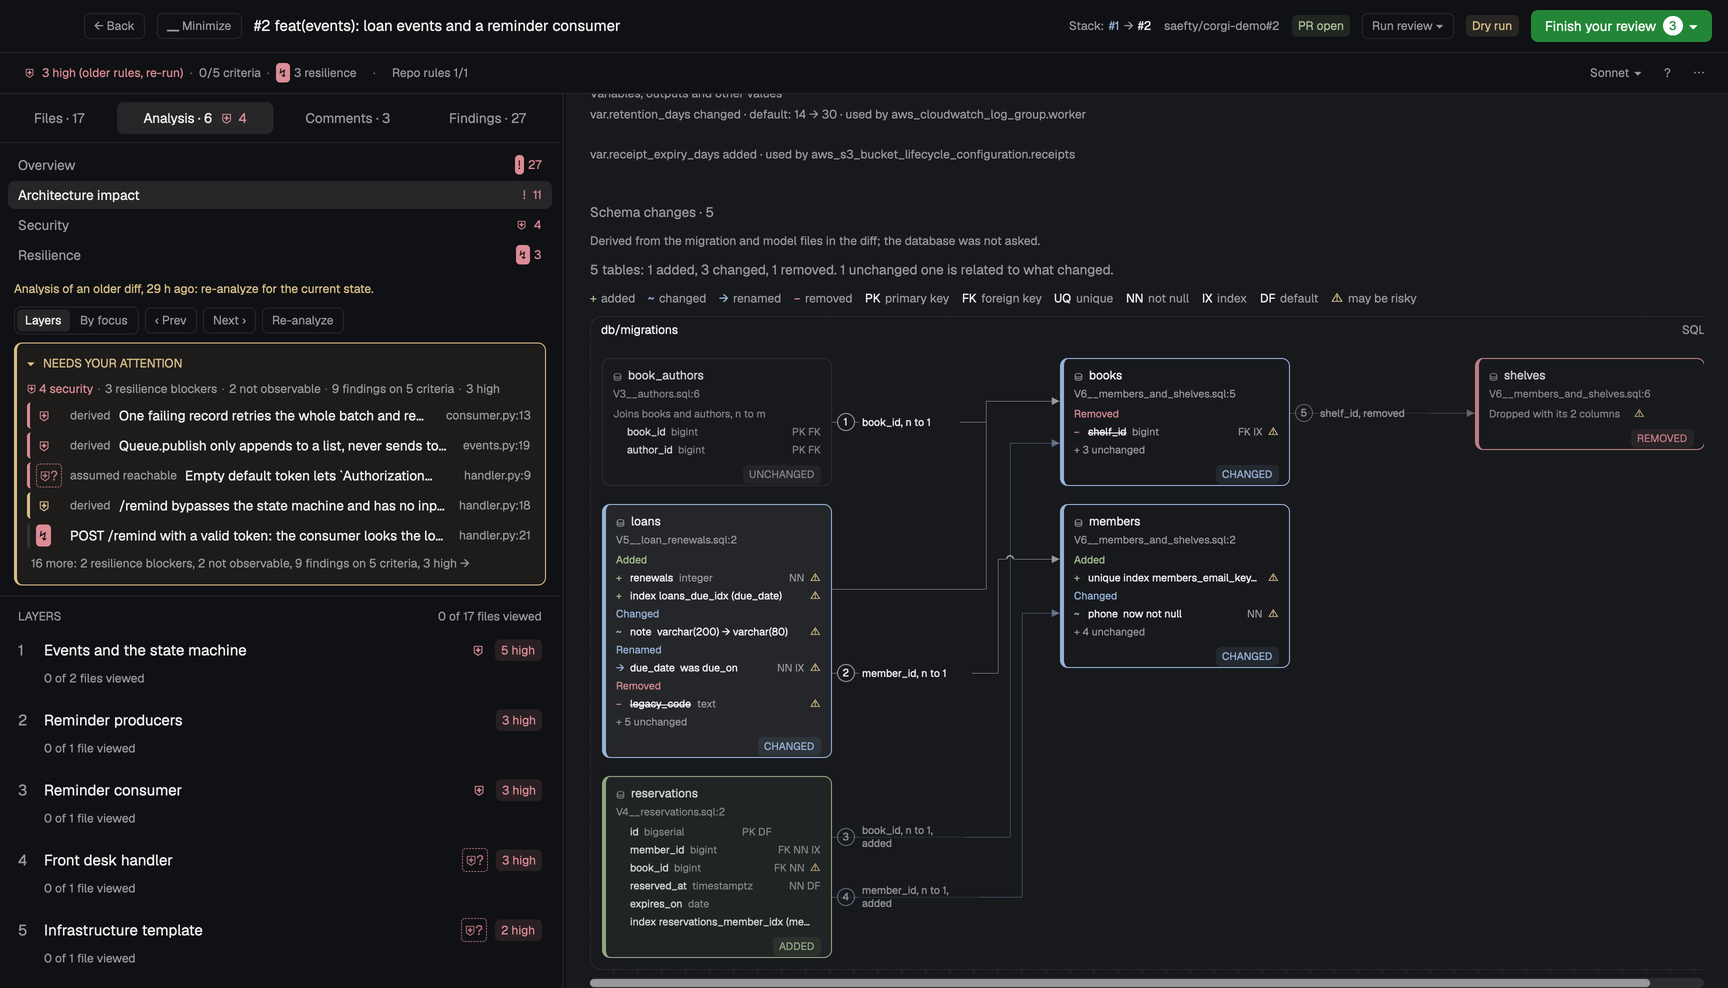 ← Back
Minimize
#2 feat(events): loan events and a reminder consumer
Stack: #1 → #2
saefty/corgi-demo#2
PR open
Run review
Dry run
Finish your review 3
3 high (older rules, re-run) · 0/5 criteria · 3 resilience · Repo rules 1/1
Sonnet
?
...
Files · 17
Analysis · 6 4
Comments · 3
Findings · 27
Overview ! 27
Architecture impact ! 11
Security 4
Resilience 3
Analysis of an older diff, 29 h ago: re-analyze for the current state.
Layers
By focus
‹ Prev
Next ›
Re-analyze
NEEDS YOUR ATTENTION
4 security · 3 resilience blockers · 2 not observable · 9 findings on 5 criteria · 3 high
derived One failing record retries the whole batch and re... consumer.py:13
derived Queue.publish only appends to a list, never sends to... events.py:19
? assumed reachable Empty default token lets `Authorization... handler.py:9
derived /remind bypasses the state machine and has no inp... handler.py:18
POST /remind with a valid token: the consumer looks the lo... handler.py:21
16 more: 2 resilience blockers, 2 not observable, 9 findings on 5 criteria, 3 high →
LAYERS
0 of 17 files viewed
1 Events and the state machine 5 high
0 of 2 files viewed
2 Reminder producers 3 high
0 of 1 file viewed
3 Reminder consumer 3 high
0 of 1 file viewed
4 Front desk handler ? 3 high
0 of 1 file viewed
5 Infrastructure template ? 2 high
0 of 1 file viewed
Variables, outputs and other values
var.retention_days changed · default: 14 → 30 · used by aws_cloudwatch_log_group.worker
var.receipt_expiry_days added · used by aws_s3_bucket_lifecycle_configuration.receipts
Schema changes · 5
Derived from the migration and model files in the diff; the database was not asked.
5 tables: 1 added, 3 changed, 1 removed. 1 unchanged one is related to what changed.
+ added ~ changed → renamed − removed PK primary key FK foreign key UQ unique NN not null IX index DF default ⚠ may be risky
db/migrations
SQL
book_authors
V3__authors.sql:6
Joins books and authors, n to m
book_id bigint PK FK
author_id bigint PK FK
UNCHANGED
1 book_id, n to 1
books
V6__members_and_shelves.sql:5
Removed
− shelf_id bigint FK IX ⚠
+ 3 unchanged
CHANGED
5 shelf_id, removed
shelves
V6__members_and_shelves.sql:6
Dropped with its 2 columns ⚠
REMOVED
loans
V5__loan_renewals.sql:2
Added
+ renewals integer NN ⚠
+ index loans_due_idx (due_date) ⚠
Changed
~ note varchar(200) → varchar(80) ⚠
Renamed
→ due_date was due_on NN IX ⚠
Removed
− legacy_code text ⚠
+ 5 unchanged
CHANGED
2 member_id, n to 1
members
V6__members_and_shelves.sql:2
Added
+ unique index members_email_key... ⚠
Changed
~ phone now not null NN ⚠
+ 4 unchanged
CHANGED
reservations
V4__reservations.sql:2
id bigserial PK DF
member_id bigint FK NN IX
book_id bigint FK NN ⚠
reserved_at timestamptz NN DF
expires_on date
index reservations_member_idx (me...
ADDED
3 book_id, n to 1,
added
4 member_id, n to 1,
added